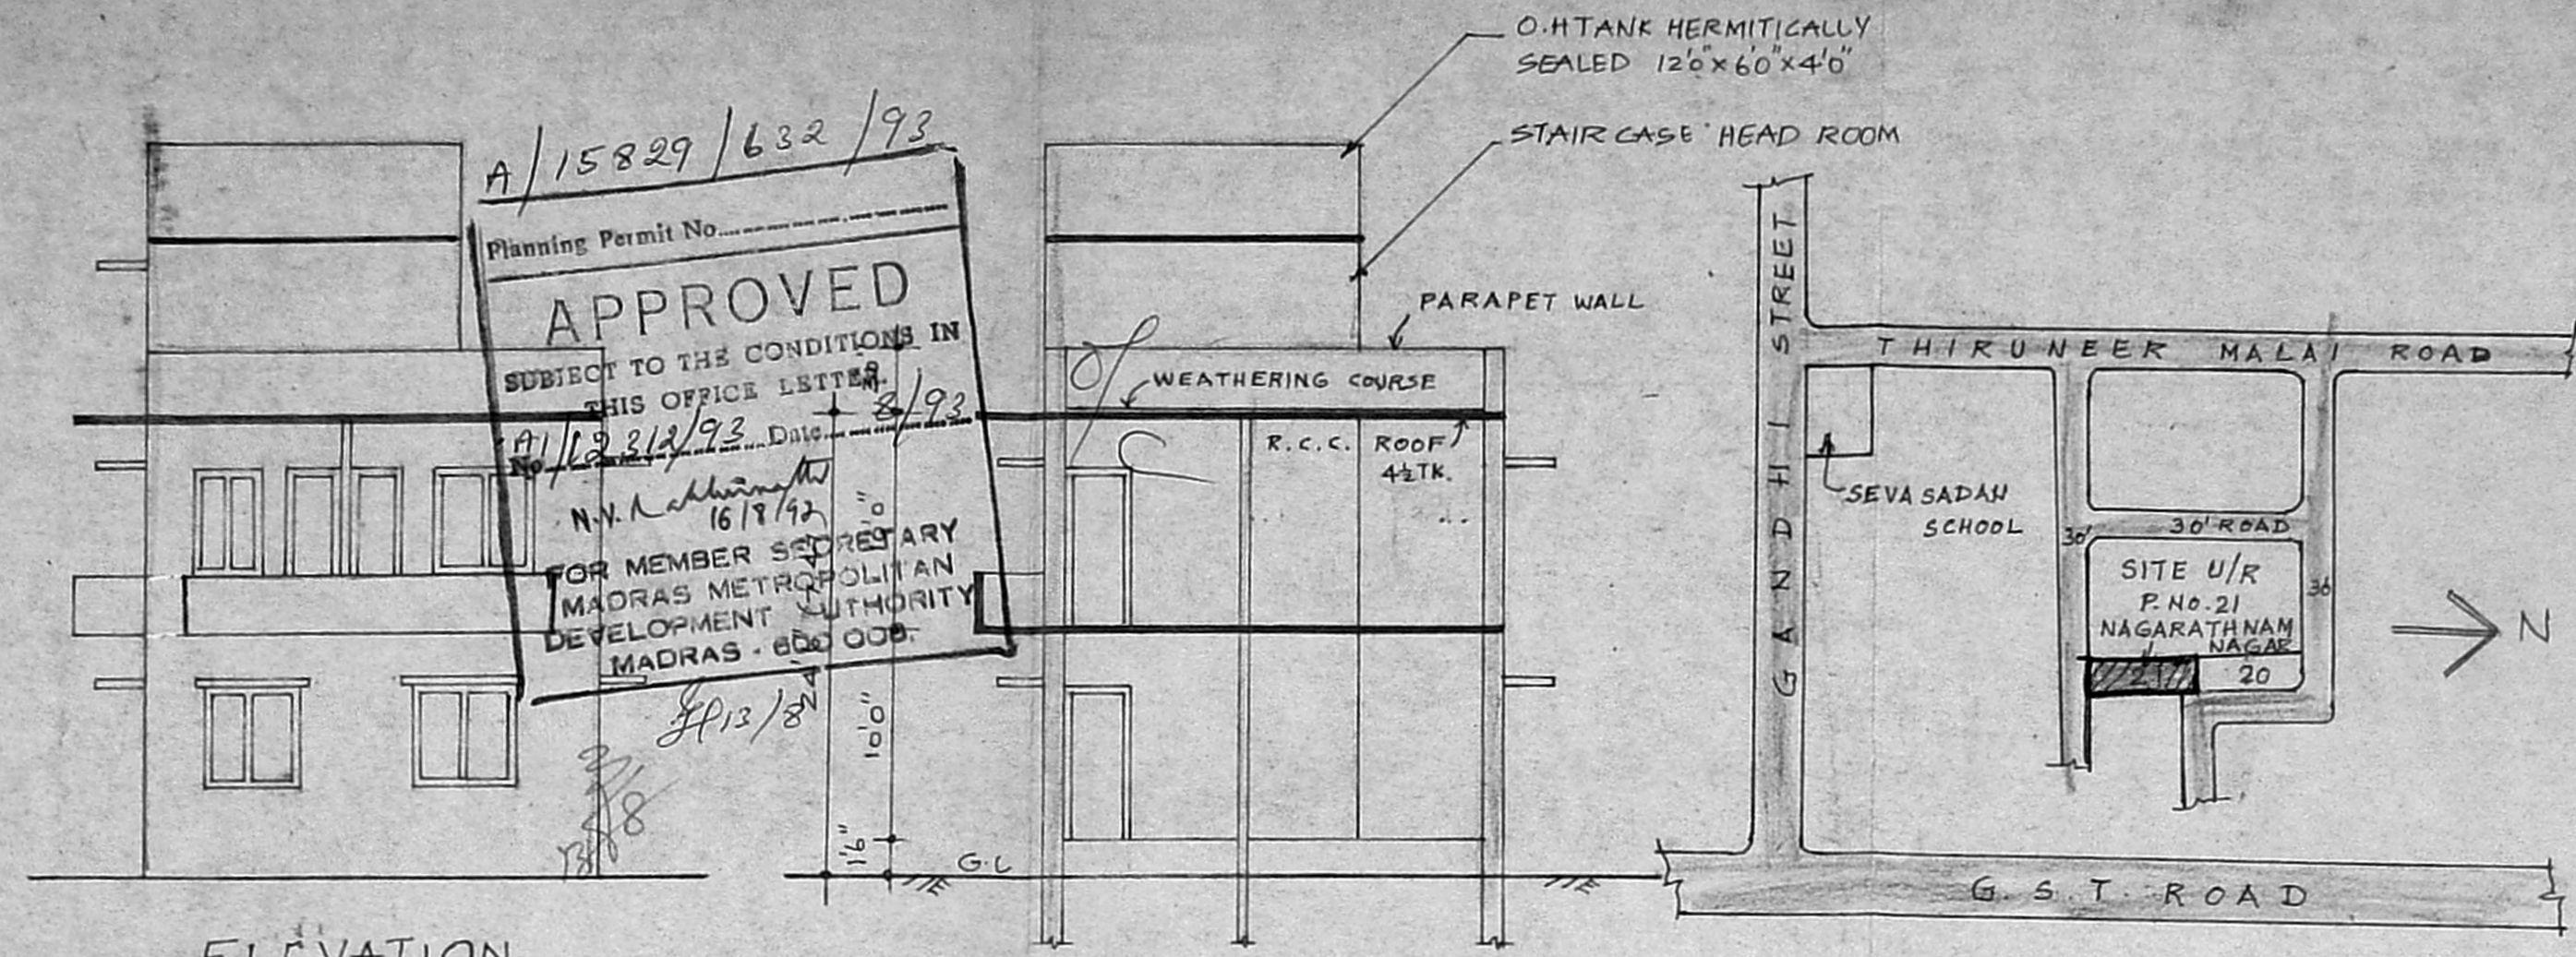 O.H TANK HERMITICALLY
SEALED 12'0"x6'0"x4'0"
STAIR CASE HEAD ROOM
PARAPET WALL
WEATHERING COURSE
R.C.C. ROOF
4½ TK.
A/15829/632/93
Planning Permit No.
APPROVED
SUBJECT TO THE CONDITIONS IN
THIS OFFICE LETTER.
No. A1/12312/93 Date 8/93
N.V.
16/8/93
FOR MEMBER SECRETARY
MADRAS METROPOLITAN
DEVELOPMENT AUTHORITY
MADRAS - 600 008.
13/8
10'0"
1'6"
G.L
ELEVATION
GANDHI STREET
THIRUNEER MALAI ROAD
SEVA SADAN
SCHOOL
30'
30' ROAD
30
SITE U/R
P. NO. 21
NAGARATHNAM
NAGAR
21
20
N
G.S.T. ROAD